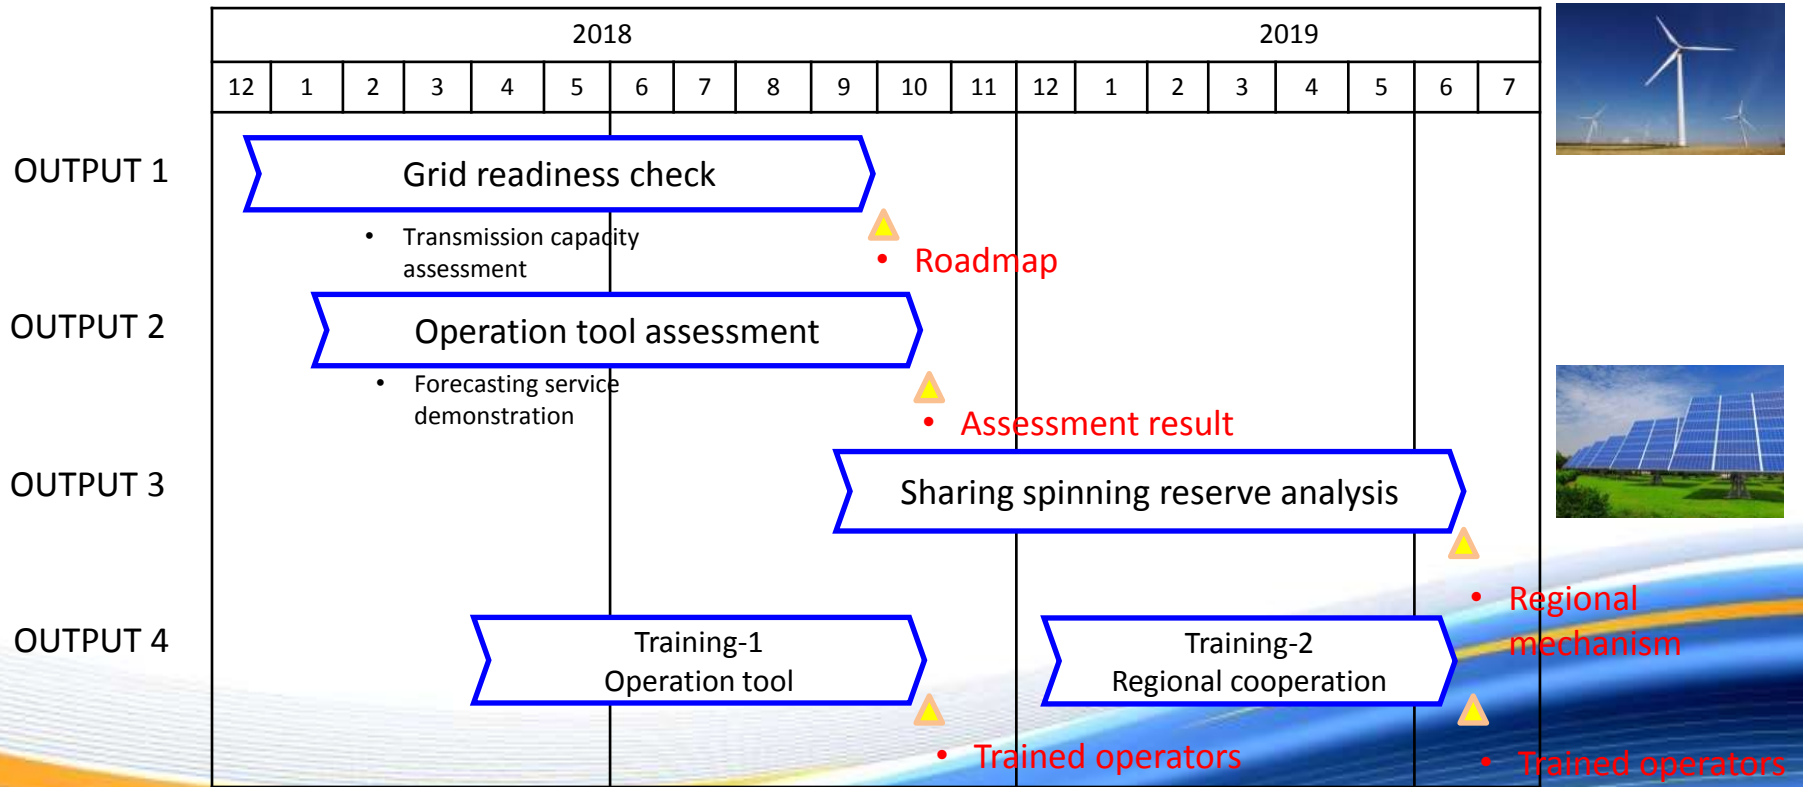 2018 2019
12 1 2 3 4 5 6 7 8 9 10 11 12 1 2 3 4 5 6 7
OUTPUT 1
Grid readiness check
• Transmission capacity
assessment
• Roadmap
OUTPUT 2
Operation tool assessment
• Forecasting service
demonstration
• Assessment result
OUTPUT 3
Sharing spinning reserve analysis
• Regional
mechanism
OUTPUT 4
Training-1
Operation tool
Training-2
Regional cooperation
• Trained operators
• Trained operators